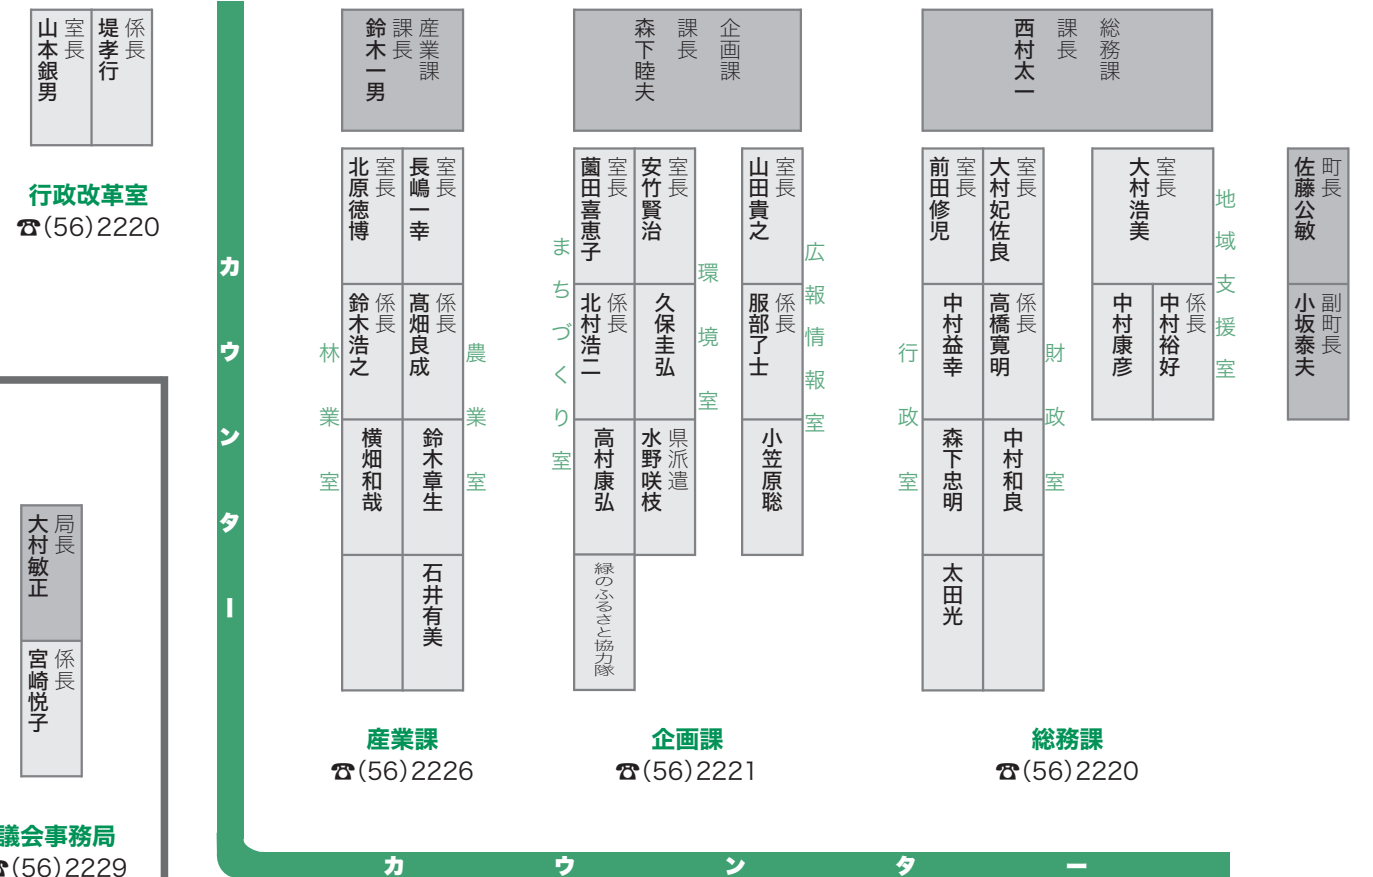 町長
佐藤公敏
副町長
小坂泰夫
総務課
課長
西村太一
地域支援室
室長
大村浩美
係長
中村裕好
中村康彦
財政室
室長
大村妃佐良
係長
高橋寛明
中村和良
行政室
室長
前田修児
中村益幸
森下忠明
太田光
総務課
☎(56)2220
企画課
課長
森下睦夫
広報情報室
室長
山田貴之
係長
服部了士
小笠原聡
環境室
室長
安竹賢治
久保圭弘
県派遣
水野咲枝
まちづくり室
室長
薗田喜恵子
係長
北村浩二
高村康弘
緑のふるさと協力隊
企画課
☎(56)2221
産業課
課長
鈴木一男
農業室
室長
長嶋一幸
係長
髙畑良成
鈴木章生
石井有美
林業室
室長
北原徳博
係長
鈴木浩之
横畑和哉
産業課
☎(56)2226
カウンター
カウンター
係長
堤孝行
室長
山本銀男
行政改革室
☎(56)2220
局長
大村敏正
係長
宮崎悦子
議会事務局
☎(56)2229